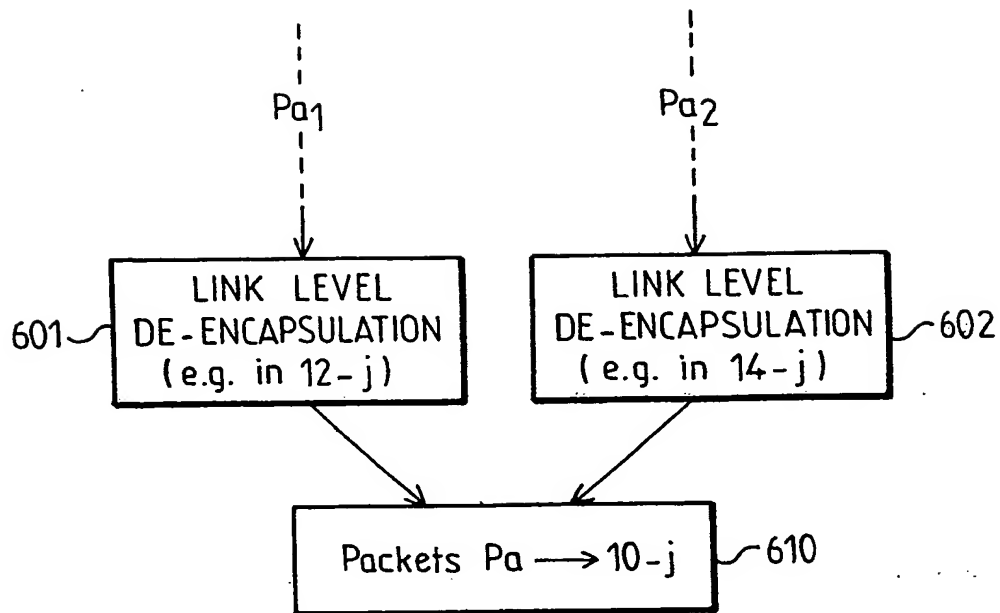 Pa1
Pa2
LINK LEVEL
DE-ENCAPSULATION
(e.g. in 12-j)
601
LINK LEVEL
DE-ENCAPSULATION
(e.g. in 14-j)
602
Packets Pa → 10-j
610